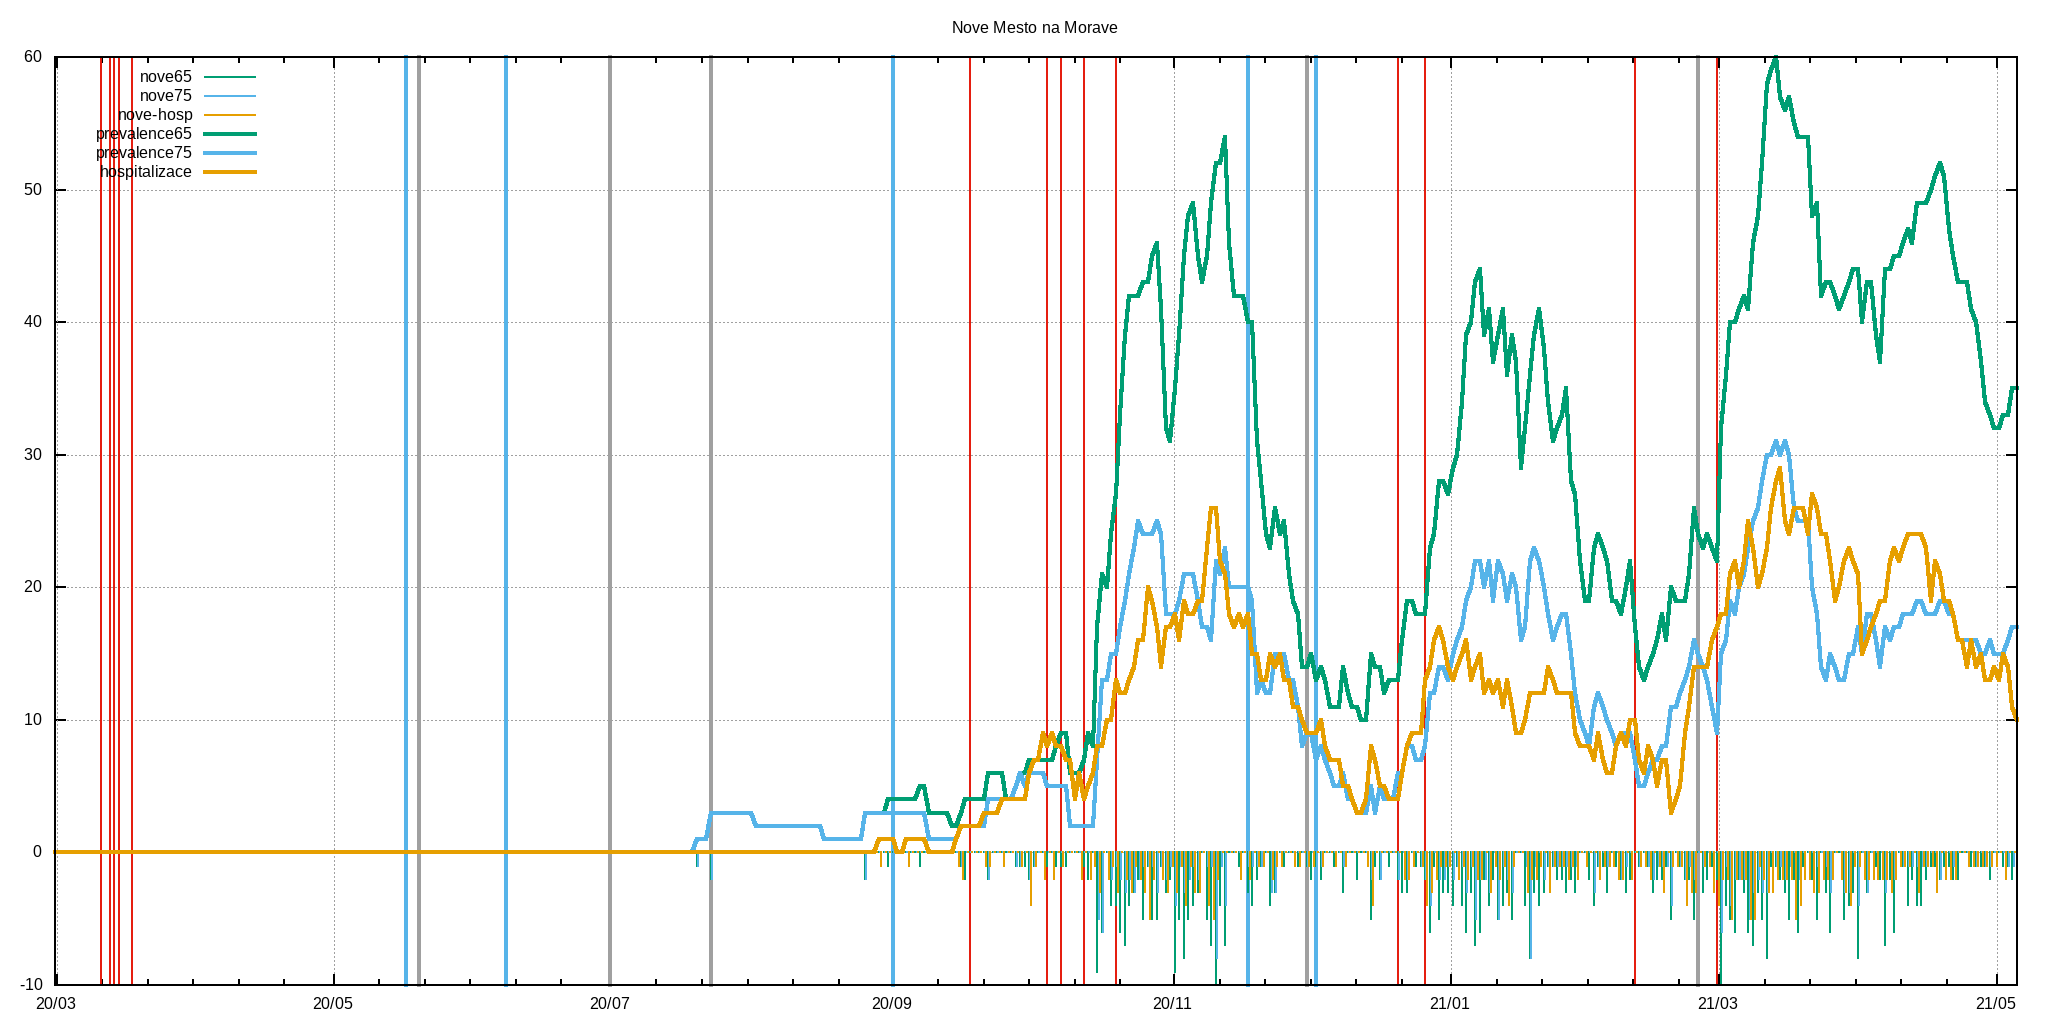 Nove Mesto na Morave
60
nove65
nove75
nove-hosp
prevalence65
prevalence75
hospitalizace
50
40
30
20
10
0
-10
20/03 20/05 20/07 20/09 20/11 21/01 21/03 21/05